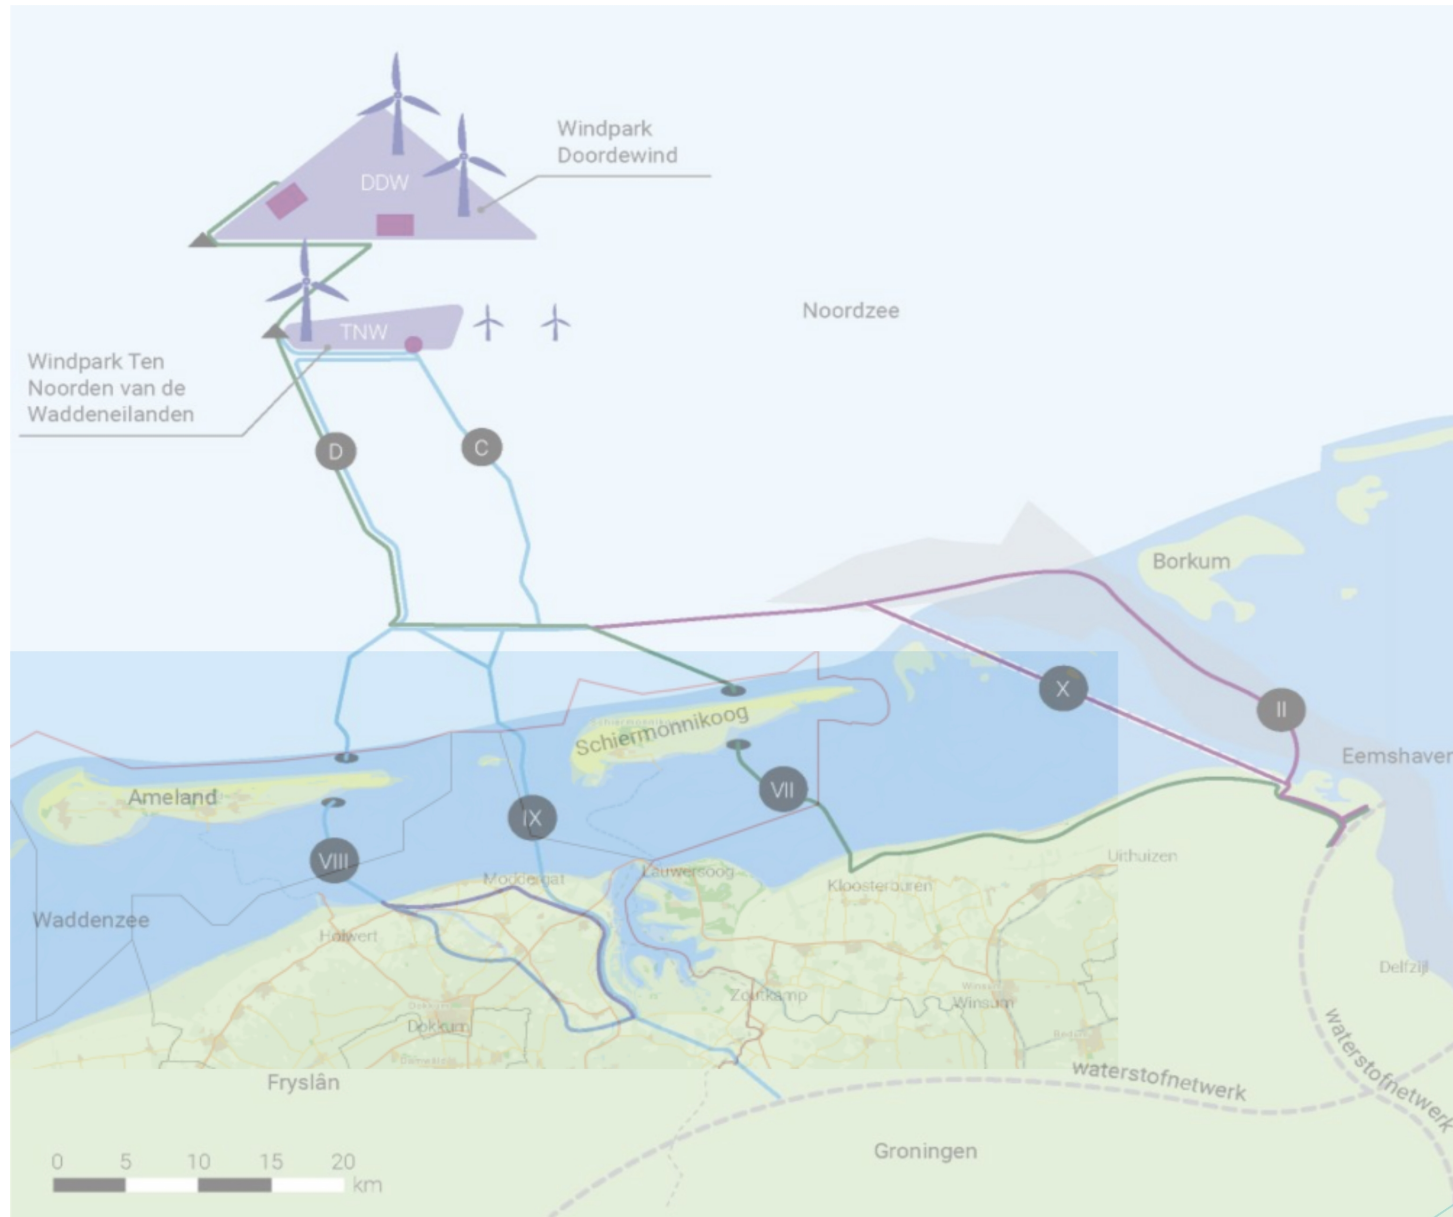 Windpark
Doordewind
DDW
Noordzee
TNW
Windpark Ten
Noorden van de
Waddeneilanden
D
C
Borkum
X
II
Schiermonnikoog
Eemshaven
Ameland
VII
IX
VIII
Uithuizen
Lauwersoog
Moddergat
Kloosterburen
Waddenzee
Holwert
Delfzijl
Zoutkamp
Winsum
Dokkum
waterstofnetwerk
waterstofnetwerk
Fryslân
Groningen
0 5 10 15 20
km